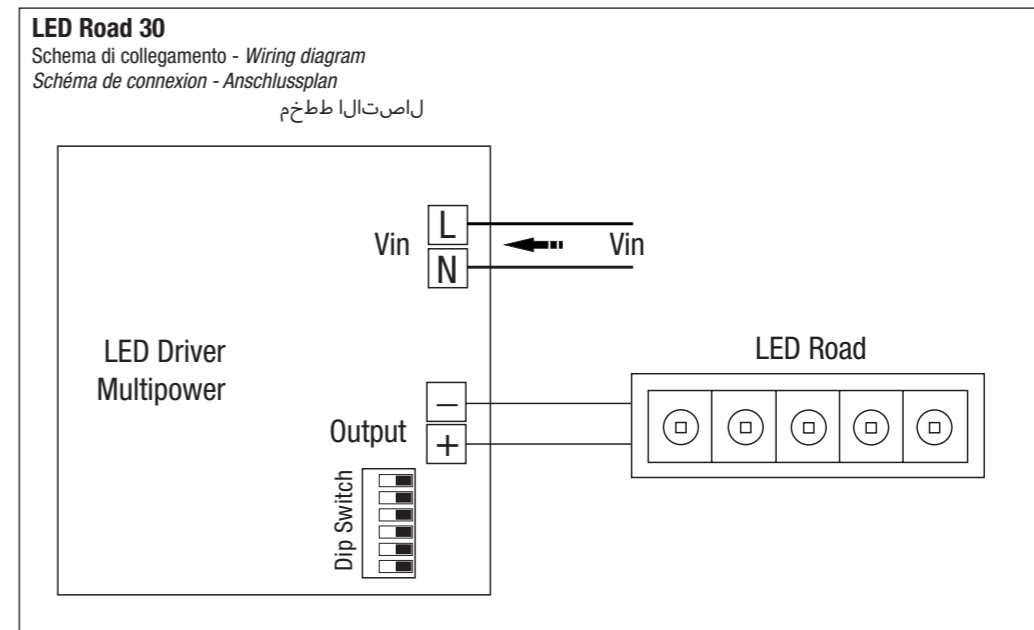 LED Road 30
Schema di collegamento - Wiring diagram
Schéma de connexion - Anschlussplan
لاصتالا ططخم
L
Vin
Vin
N
LED Driver
Multipower
LED Road
−
Output
+
Dip Switch